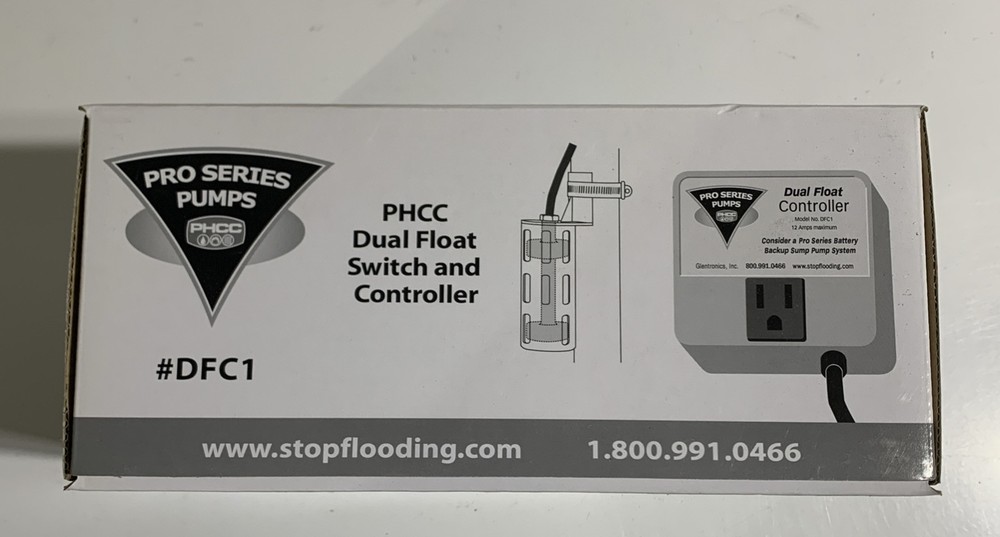 PRO SERIES
PUMPS
PHCC
#DFC1
PHCC
Dual Float
Switch and
Controller
PRO SERIES
PUMPS
PHCC
Dual Float
Controller
Model No. DFC1
12 Amps maximum
Consider a Pro Series Battery
Backup Sump Pump System
Glentronics, Inc. 800.991.0466 www.stopflooding.com
www.stopflooding.com 1.800.991.0466